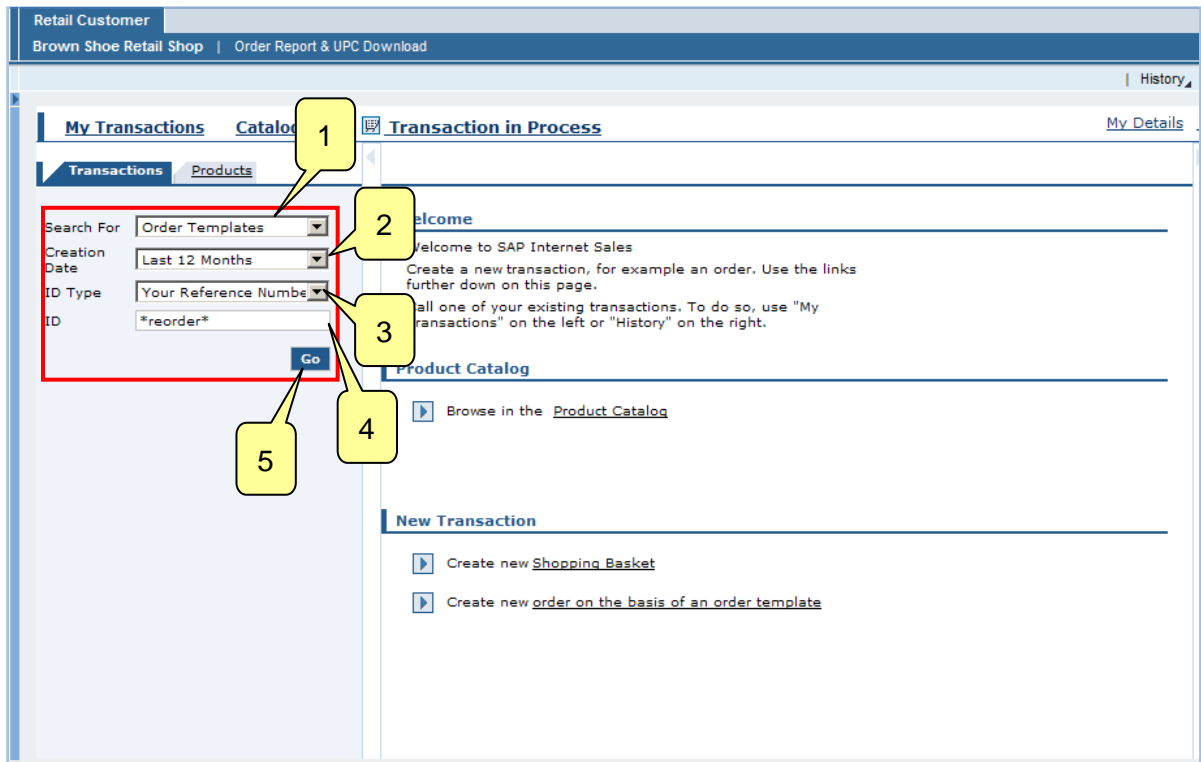 Retail Customer
Brown Shoe Retail Shop | Order Report & UPC Download
| History
My Transactions Catalo Transaction in Process My Details
1
Transactions Products
Search For Order Templates
2
elcome
Creation
Date
Last 12 Months
Welcome to SAP Internet Sales
Create a new transaction, for example an order. Use the links
further down on this page.
ID Type Your Reference Numbe
all one of your existing transactions. To do so, use "My
ransactions" on the left or "History" on the right.
ID *reorder*
3
Go
Product Catalog
Browse in the Product Catalog
4
5
New Transaction
Create new Shopping Basket
Create new order on the basis of an order template